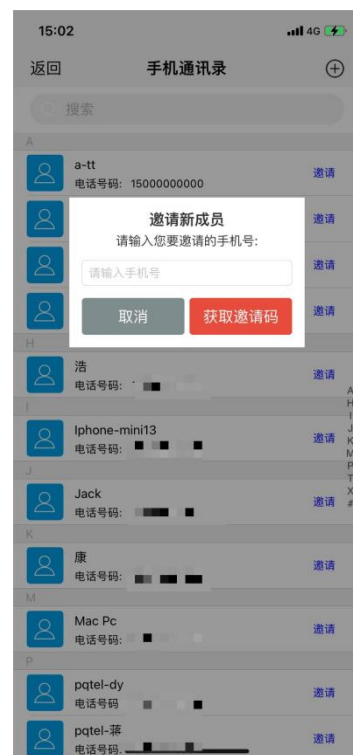 15:02
4G
返回
手机通讯录
搜索
A
a-tt
电话号码: 15000000000
邀请
邀请新成员
请输入您要邀请的手机号:
请输入手机号
取消
获取邀请码
邀请
邀请
邀请
H
浩
电话号码:
邀请
I
Iphone-mini13
电话号码:
邀请
J
Jack
电话号码:
邀请
K
康
电话号码:
邀请
M
Mac Pc
电话号码:
邀请
P
pqtel-dy
电话号码
邀请
pqtel-蒋
电话号码.
邀请
A
H
I
J
K
M
P
T
X
#